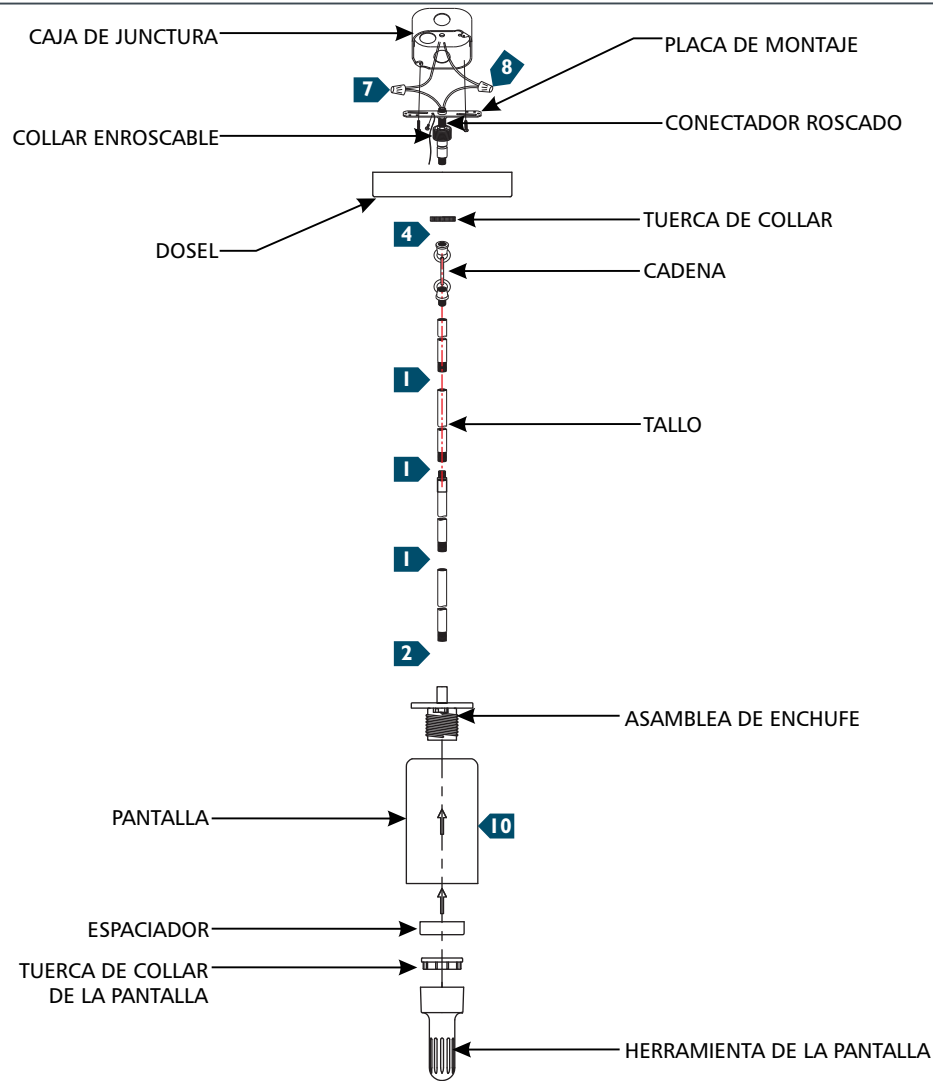 CAJA DE JUNCTURA
PLACA DE MONTAJE
8
7
CONECTADOR ROSCADO
COLLAR ENROSCABLE
TUERCA DE COLLAR
4
DOSEL
CADENA
1
TALLO
1
1
2
ASAMBLEA DE ENCHUFE
PANTALLA
10
ESPACIADOR
TUERCA DE COLLAR
DE LA PANTALLA
HERRAMIENTA DE LA PANTALLA